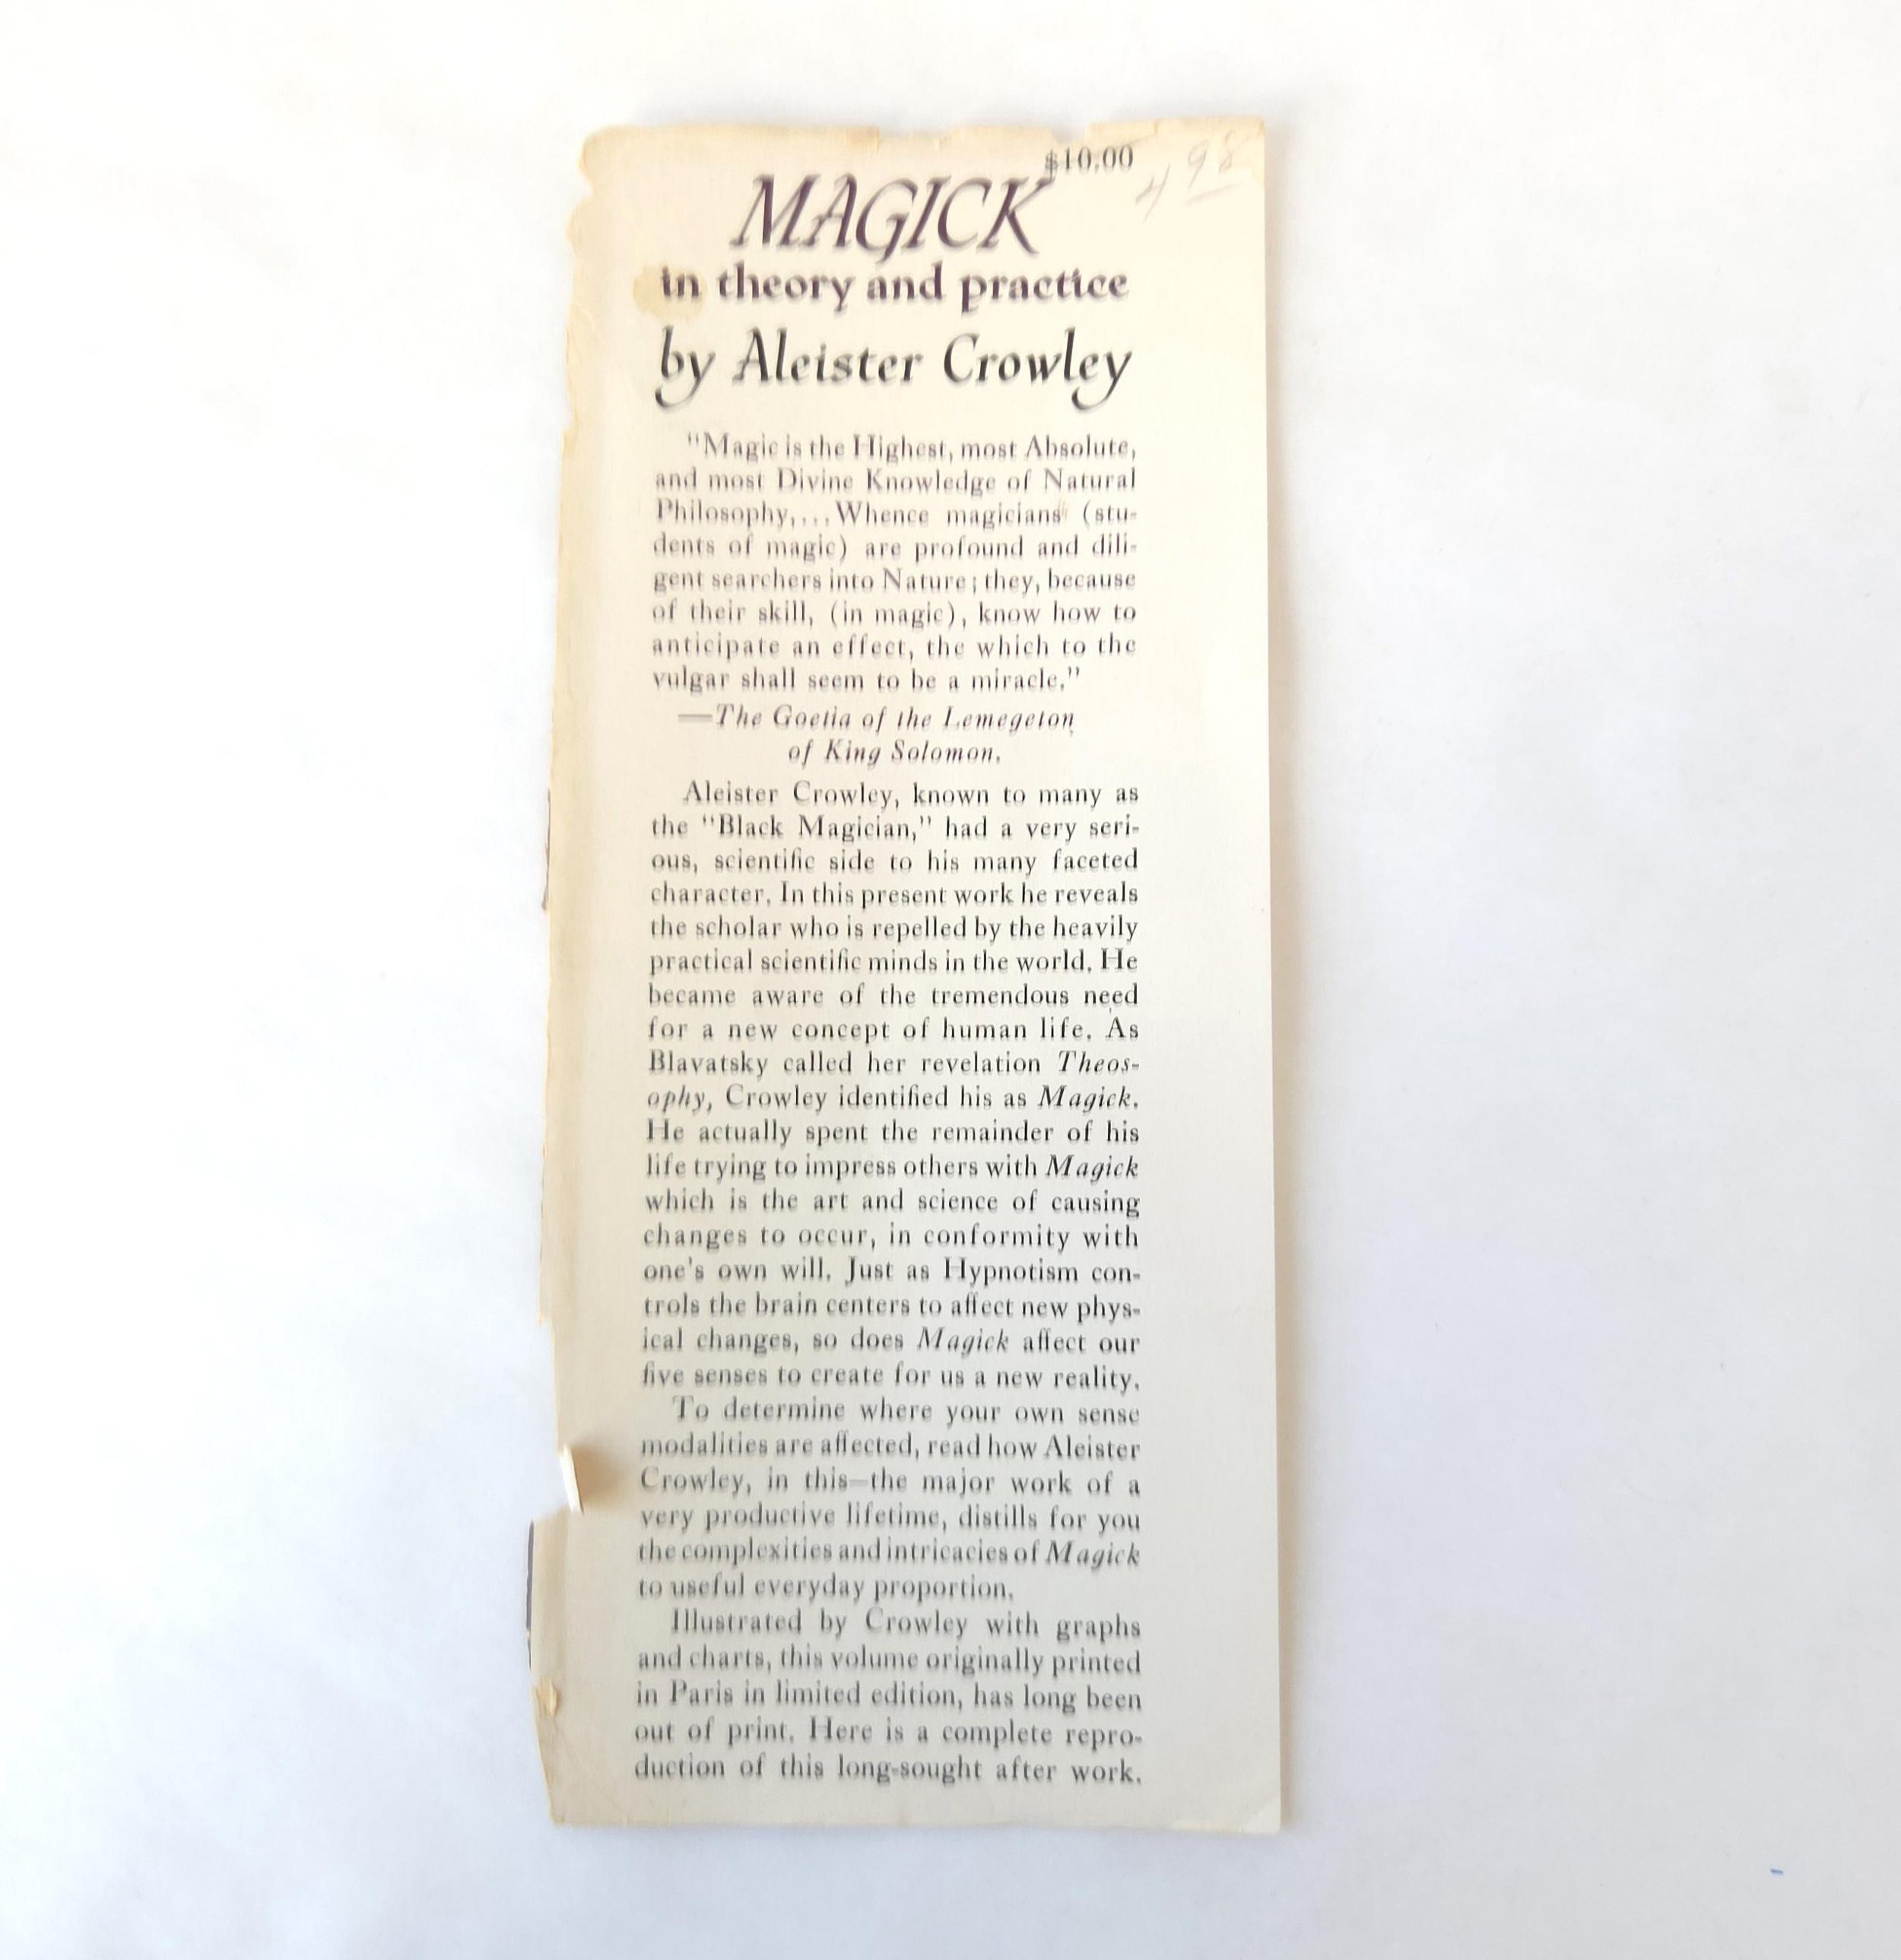 $10.00
4 98
MAGICK
in theory and practice
by Aleister Crowley
"Magic is the Highest, most Absolute,
and most Divine Knowledge of Natural
Philosophy,... Whence magicians (stu-
dents of magic) are profound and dili-
gent searchers into Nature; they, because
of their skill, (in magic), know how to
anticipate an effect, the which to the
vulgar shall seem to be a miracle."
—The Goetia of the Lemegeton
of King Solomon.
Aleister Crowley, known to many as
the "Black Magician," had a very seri-
ous, scientific side to his many faceted
character. In this present work he reveals
the scholar who is repelled by the heavily
practical scientific minds in the world. He
became aware of the tremendous need
for a new concept of human life. As
Blavatsky called her revelation Theos-
ophy, Crowley identified his as Magick.
He actually spent the remainder of his
life trying to impress others with Magick
which is the art and science of causing
changes to occur, in conformity with
one's own will. Just as Hypnotism con-
trols the brain centers to affect new phys-
ical changes, so does Magick affect our
five senses to create for us a new reality.
To determine where your own sense
modalities are affected, read how Aleister
Crowley, in this—the major work of a
very productive lifetime, distills for you
the complexities and intricacies of Magick
to useful everyday proportion.
Illustrated by Crowley with graphs
and charts, this volume originally printed
in Paris in limited edition, has long been
out of print. Here is a complete repro-
duction of this long-sought after work.